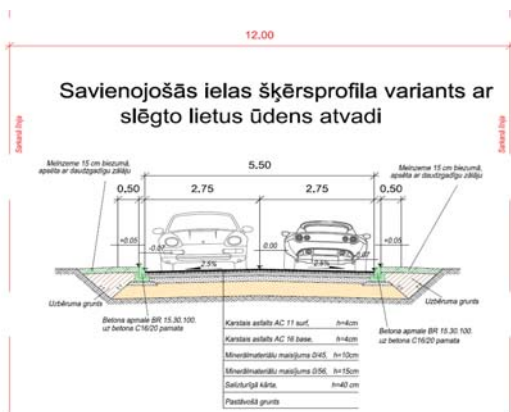 12,00
Savienojošās ielas šķērsprofila variants ar
slēgto lietus ūdens atvadi
Sarkanā līnija
Sarkanā līnija
Melnzeme 15 cm biezumā,
apsēta ar daudzgadīgu zālāju
5.50
Melnzeme 15 cm biezumā,
apsēta ar daudzgadīgu zālāju
0,50
2,75
2,75
0,50
+0.05
-0.07
0.00
-0.07
+0.05
2.5%
2.5%
Uzbēruma grunts
Uzbēruma grunts
Betona apmale BR 15.30.100.
uz betona C16/20 pamata
Betona apmale BR 15.30.100.
uz betona C16/20 pamata
Karstais asfalts AC 11 surf, h=4cm
Karstais asfalts AC 16 base, h=4cm
Minerālmateriālu maisījums 0/45, h=10cm
Minerālmateriālu maisījums 0/56, h=15cm
Salizturīgā kārta, h=40 cm
Pastāvošā grunts